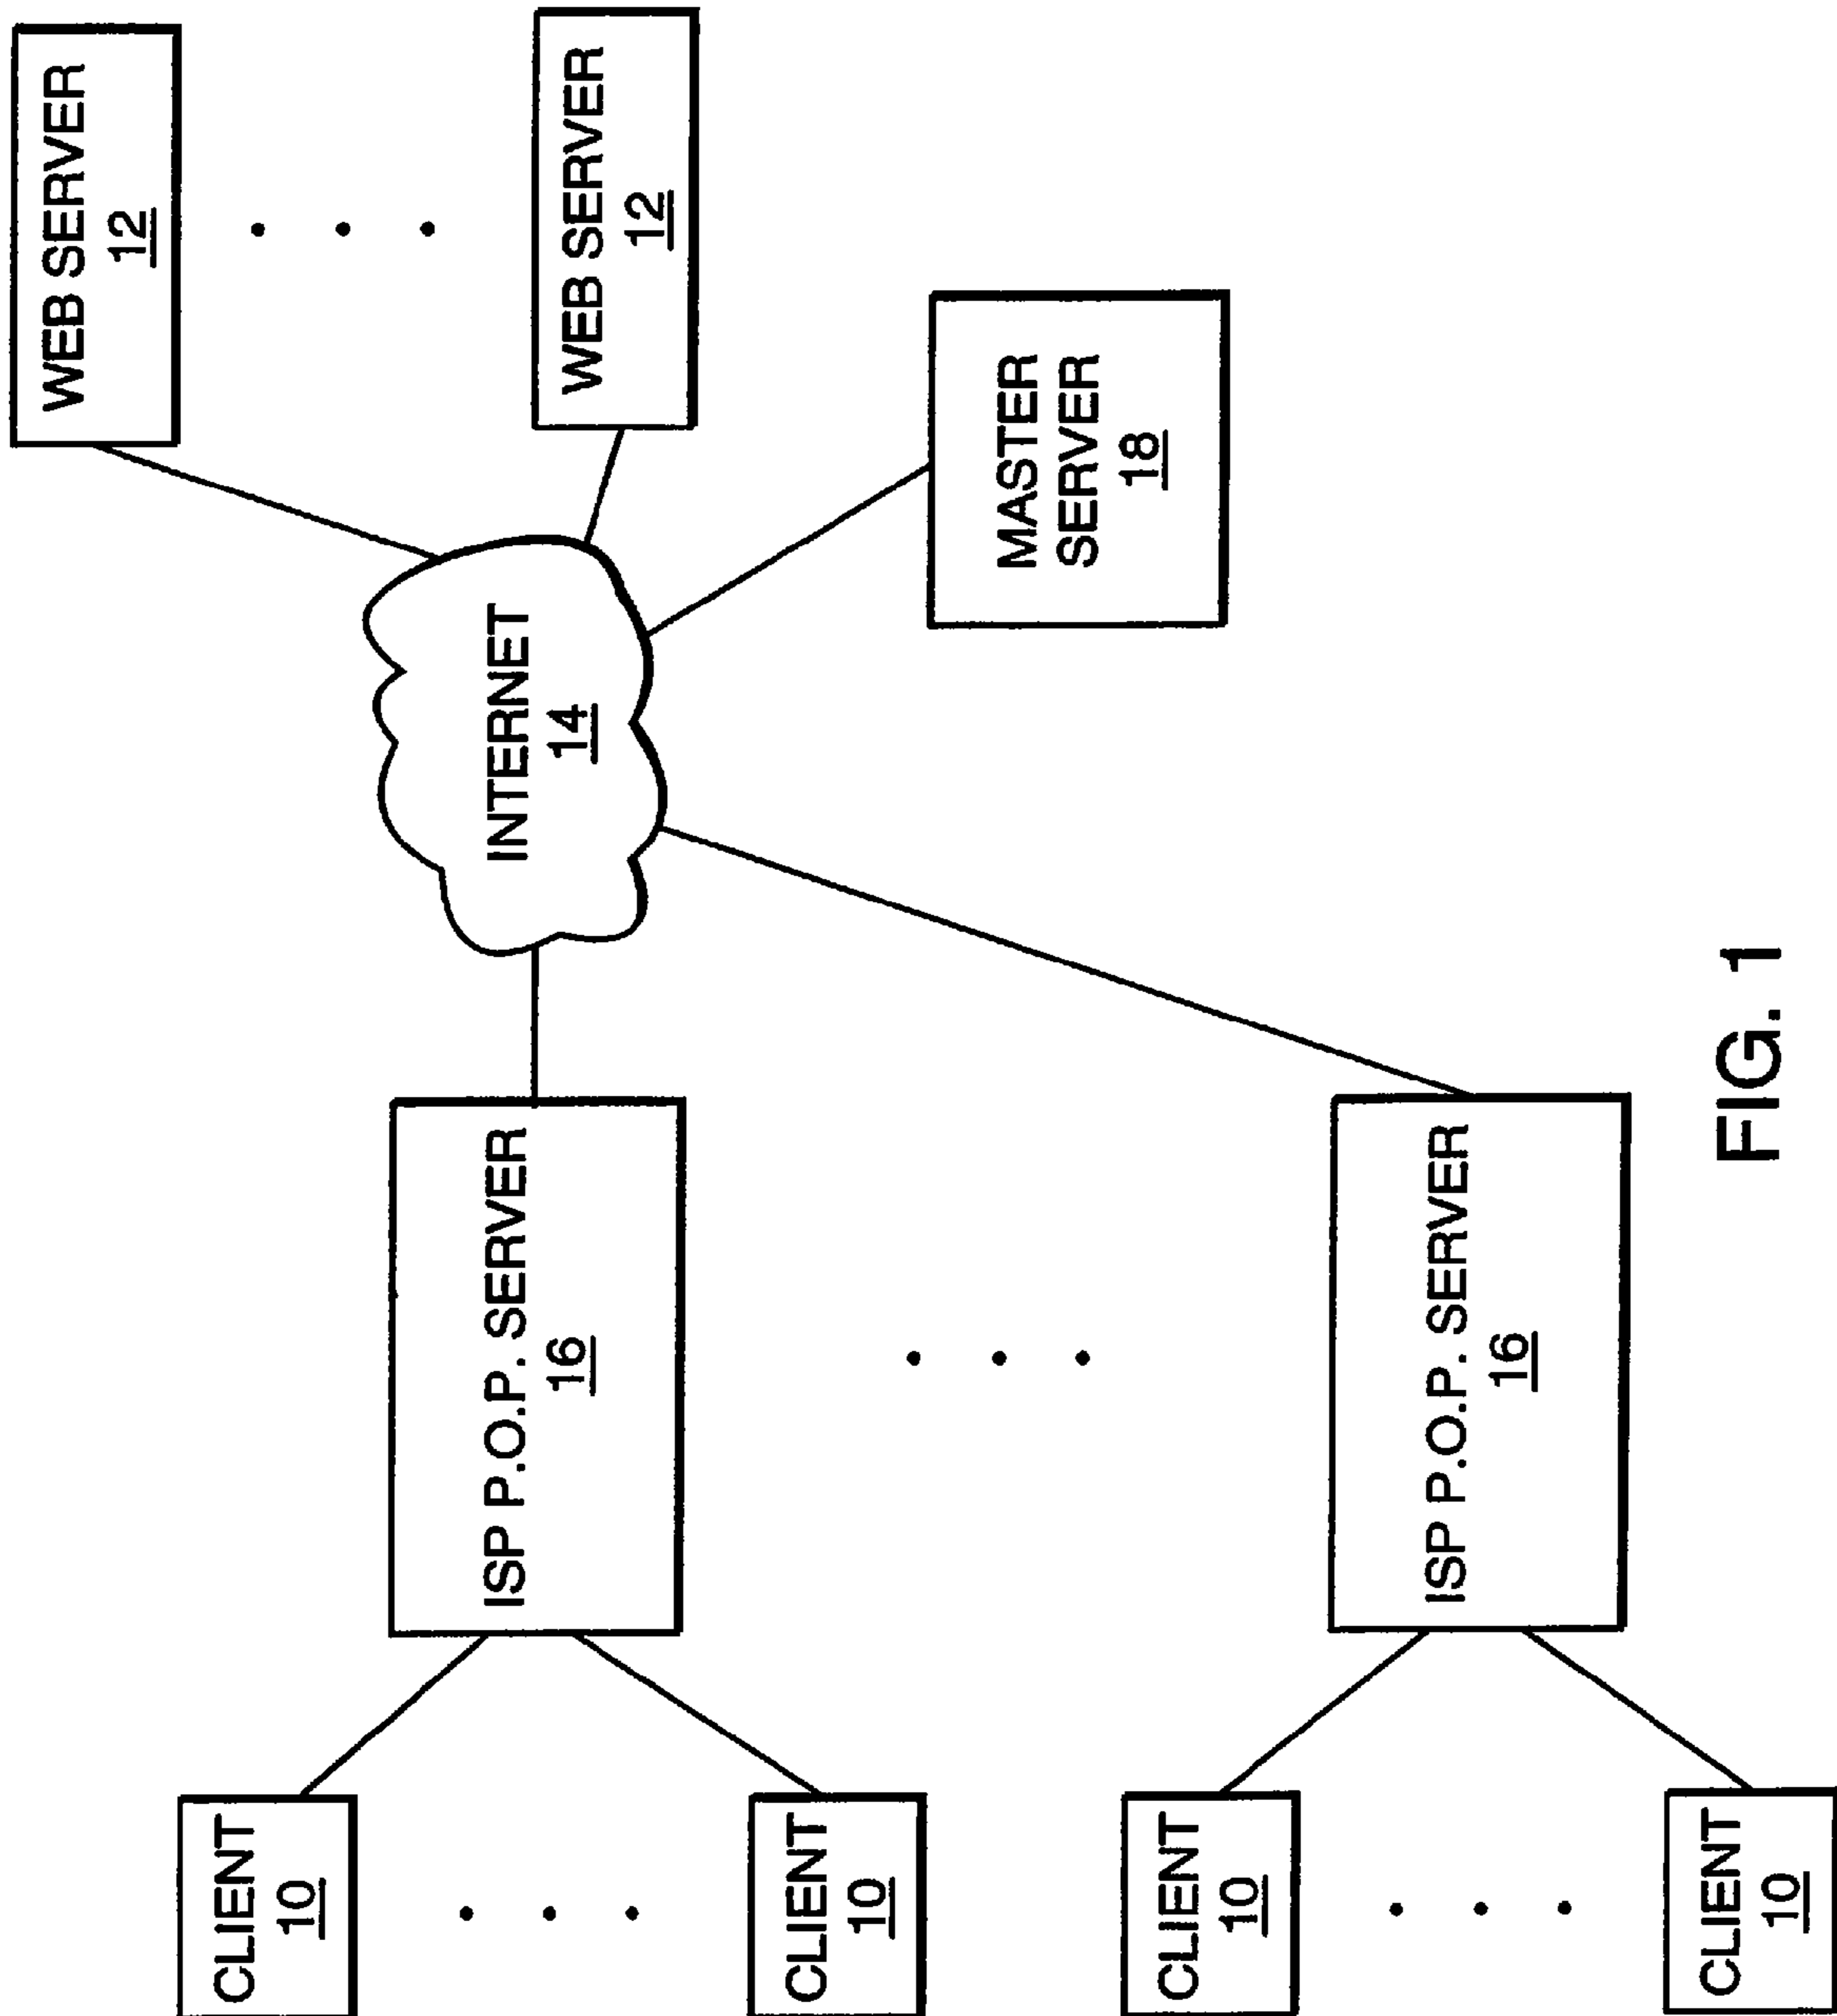 CLIENT
10
CLIENT
10
CLIENT
10
CLIENT
10
ISP P.O.P. SERVER
16
ISP P.O.P. SERVER
16
INTERNET
14
WEB SERVER
12
WEB SERVER
12
MASTER
SERVER
18
FIG. 1